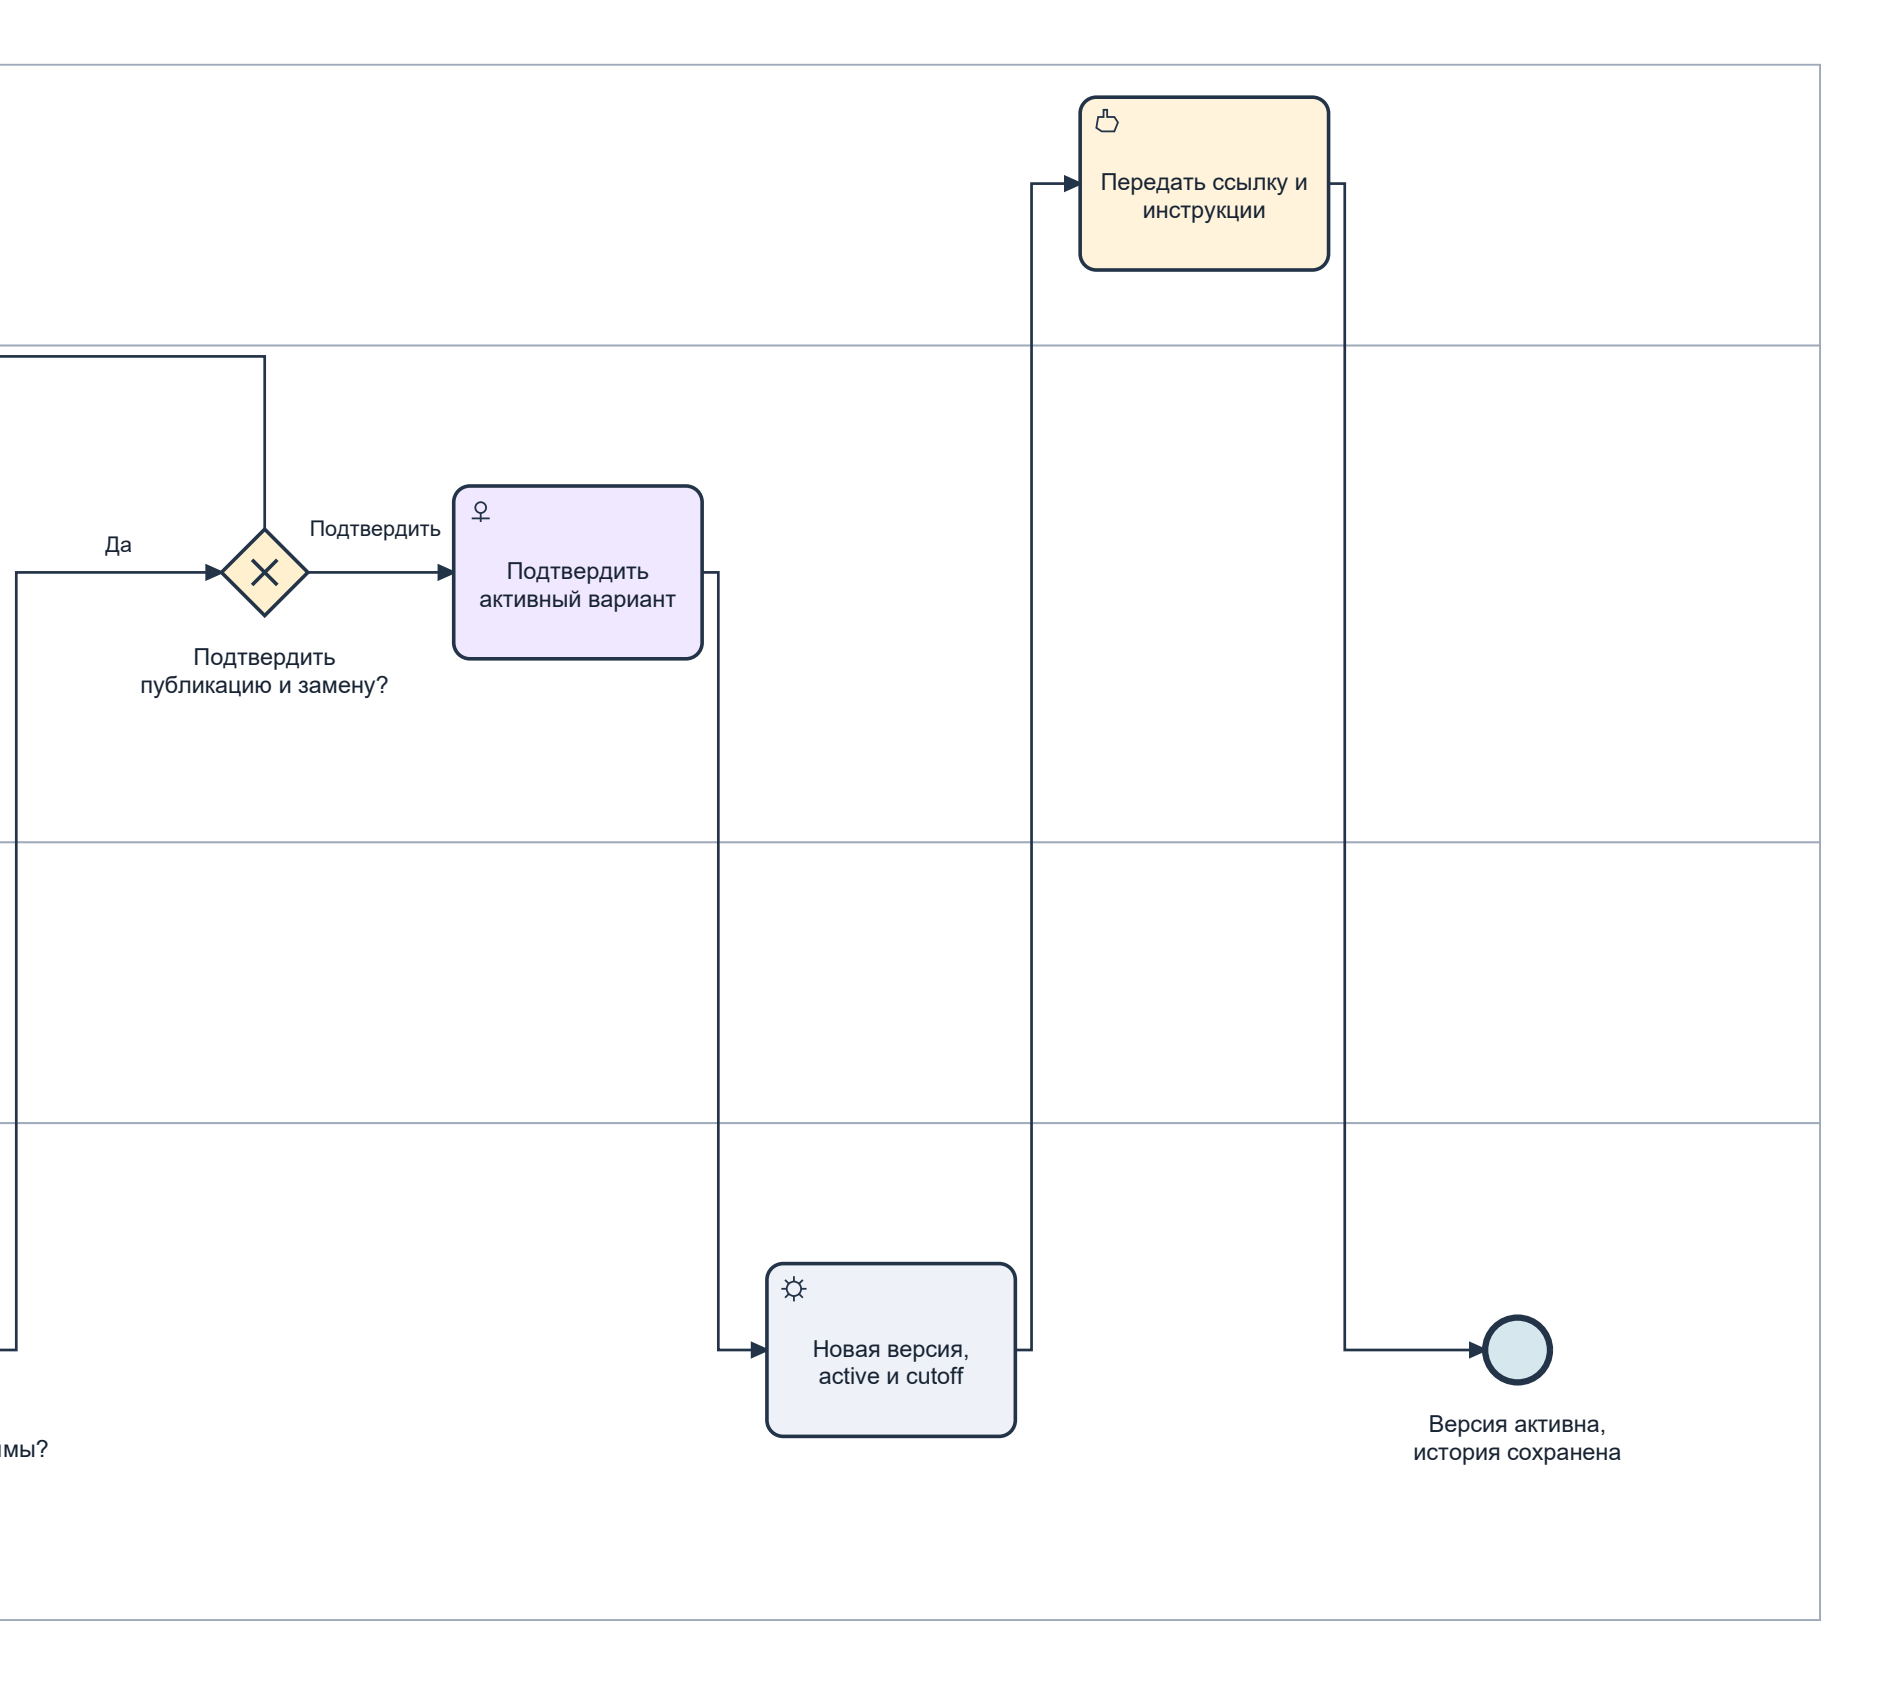 Передать ссылку и
инструкции
Да
Подтвердить
Подтвердить
активный вариант
Подтвердить
публикацию и замену?
Новая версия,
active и cutoff
Версия активна,
история сохранена